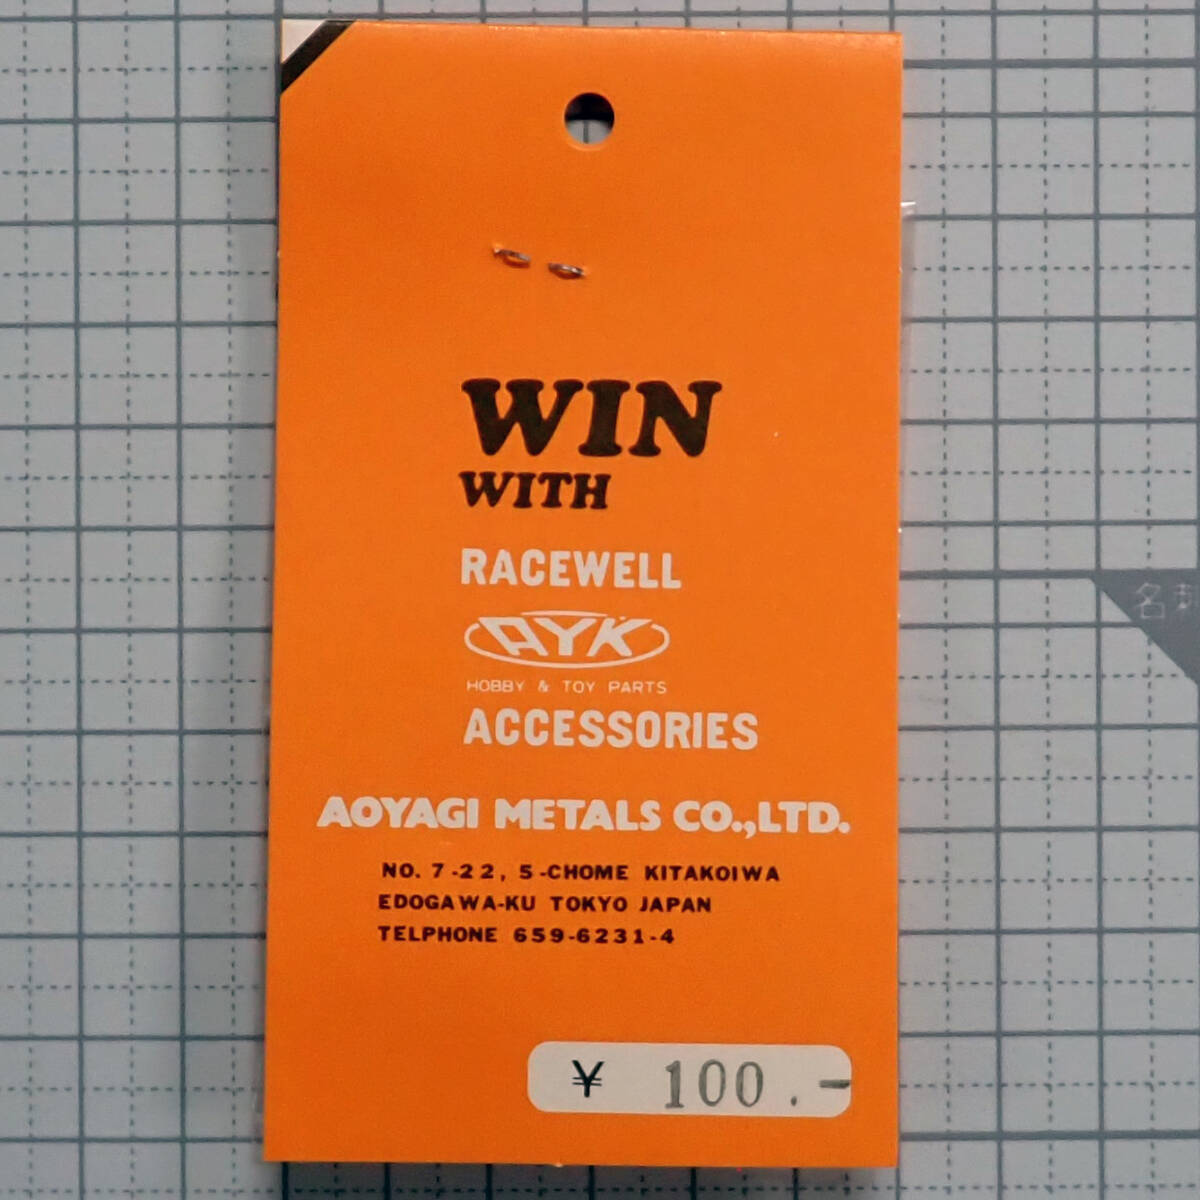 WIN
WITH
RACEWELL
AYK
HOBBY & TOY PARTS
ACCESSORIES
AOYAGI METALS CO.,LTD.
NO. 7-22, 5-CHOME KITAKOIWA
EDOGAWA-KU TOKYO JAPAN
TELPHONE 659-6231-4
¥ 100.-
名